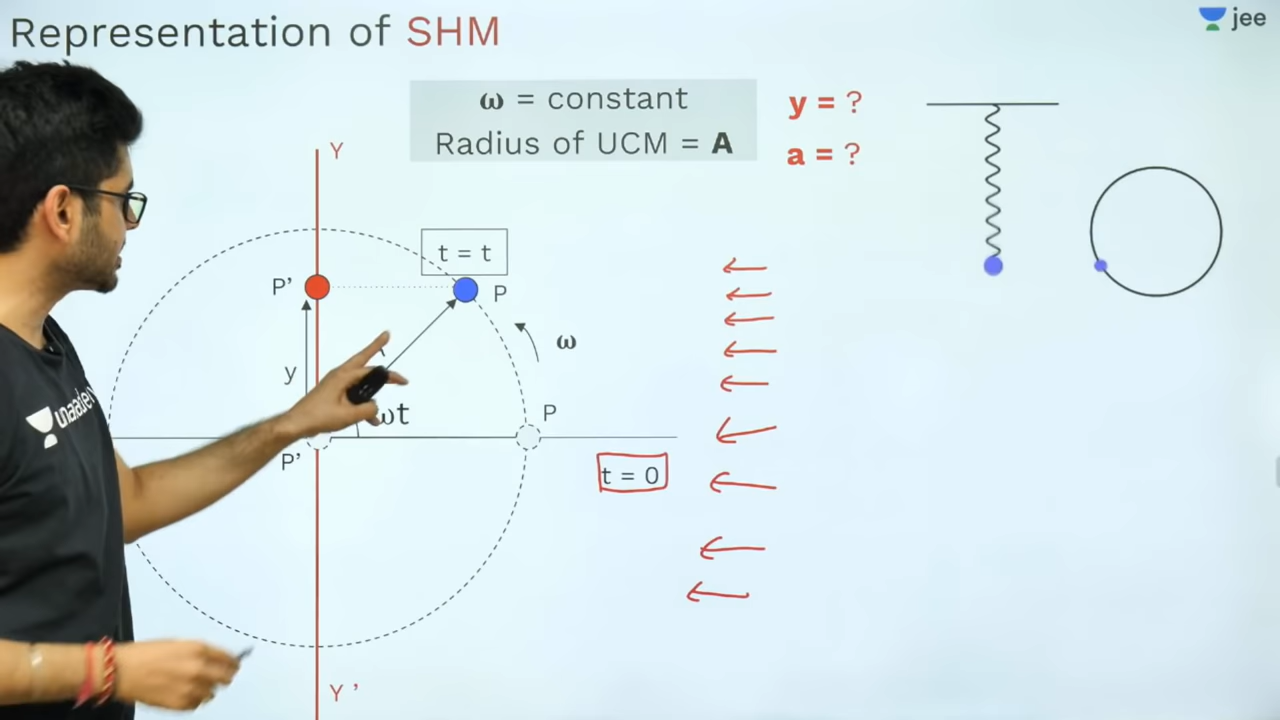 Representation of SHM
jee
ω = constant
Radius of UCM = A
y = ?
a = ?
Y
t = t
P'
P
ω
y
ωt
P
P'
t = 0
Y'